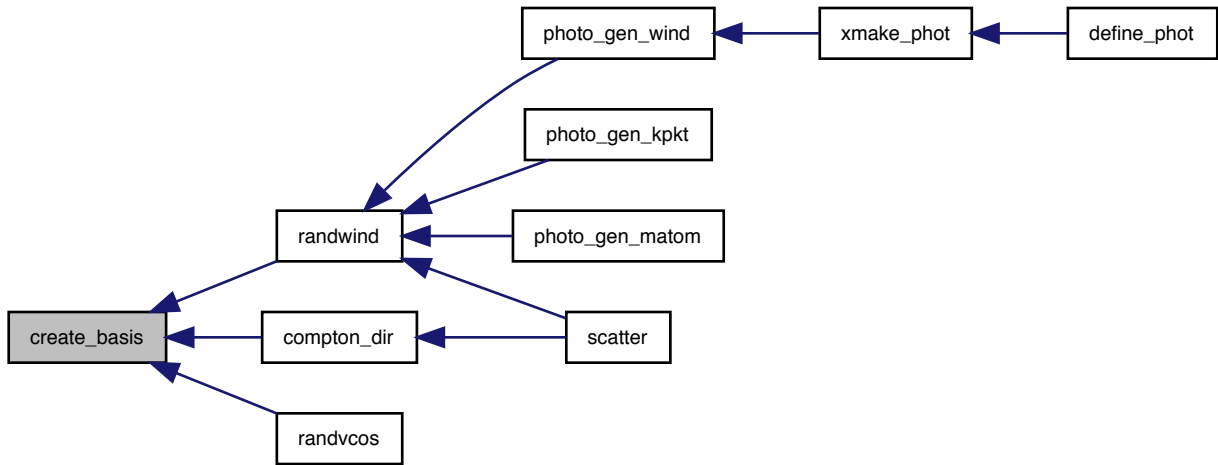 photo_gen_wind
xmake_phot
define_phot
photo_gen_kpkt
randwind
photo_gen_matom
create_basis
compton_dir
scatter
randvcos